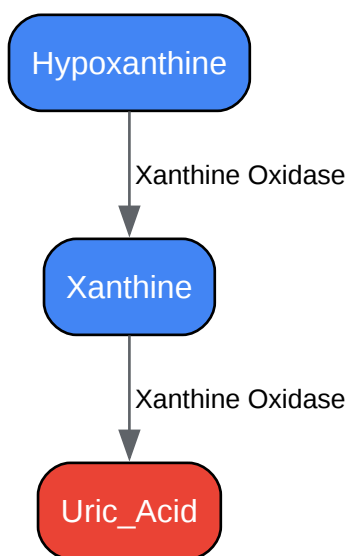 Hypoxanthine
Xanthine Oxidase
Xanthine
Xanthine Oxidase
Uric_Acid